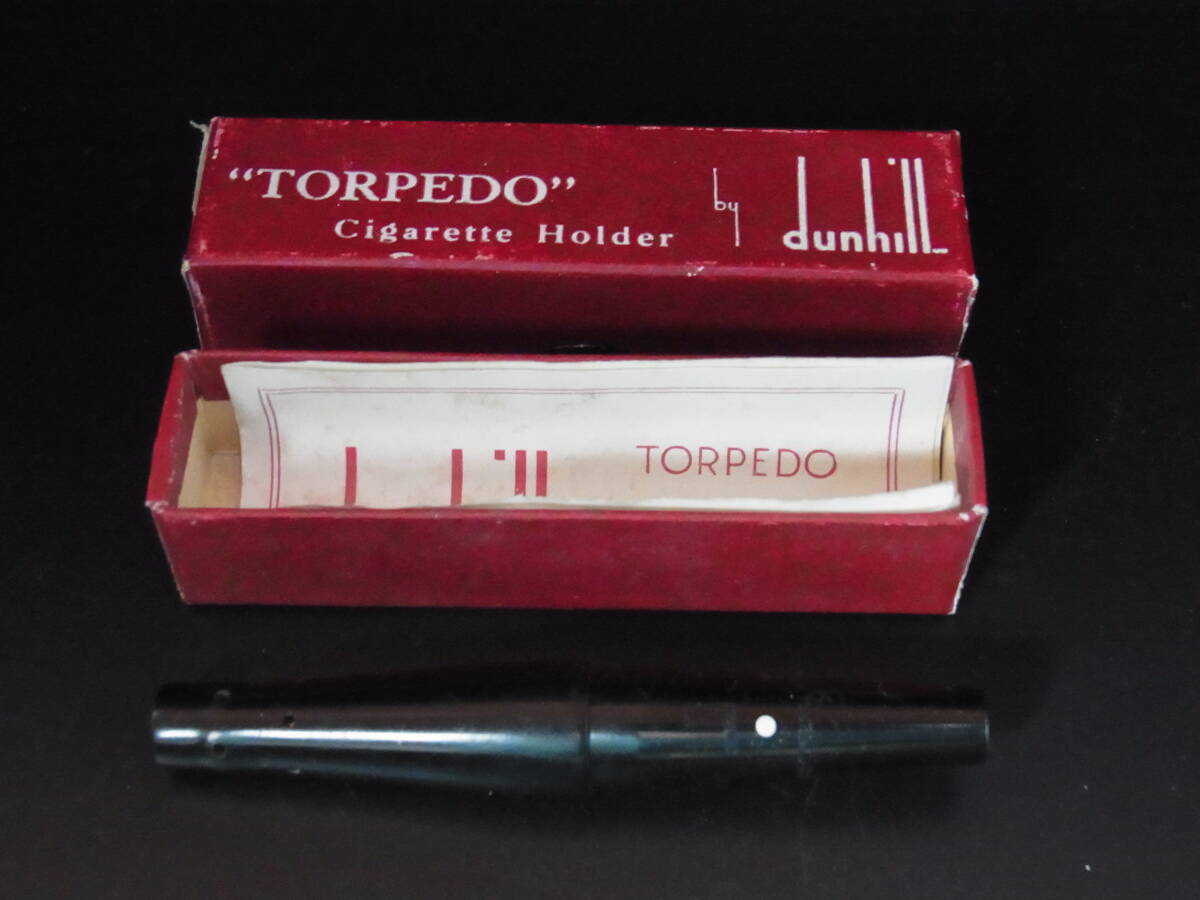 “TORPEDO” by dunhill
Cigarette Holder
TORPEDO